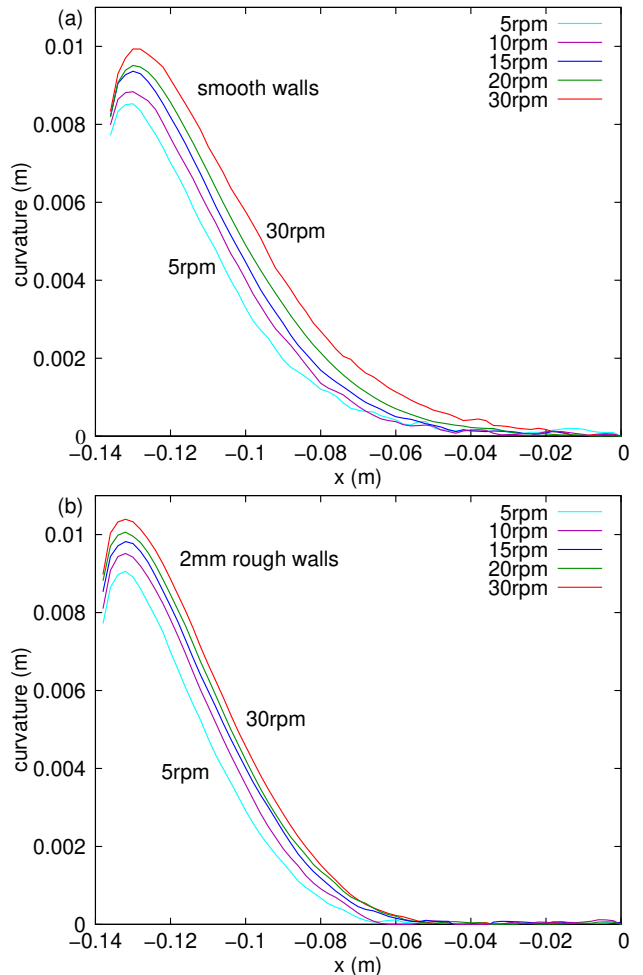 (a)
5rpm
10rpm
15rpm
20rpm
30rpm
smooth walls
30rpm
5rpm
curvature (m)
0.01
0.008
0.006
0.004
0.002
0
−0.14 −0.12 −0.1 −0.08 −0.06 −0.04 −0.02 0
x (m)
(b)
5rpm
10rpm
15rpm
20rpm
30rpm
2mm rough walls
30rpm
5rpm
curvature (m)
0.01
0.008
0.006
0.004
0.002
0
−0.14 −0.12 −0.1 −0.08 −0.06 −0.04 −0.02 0
x (m)